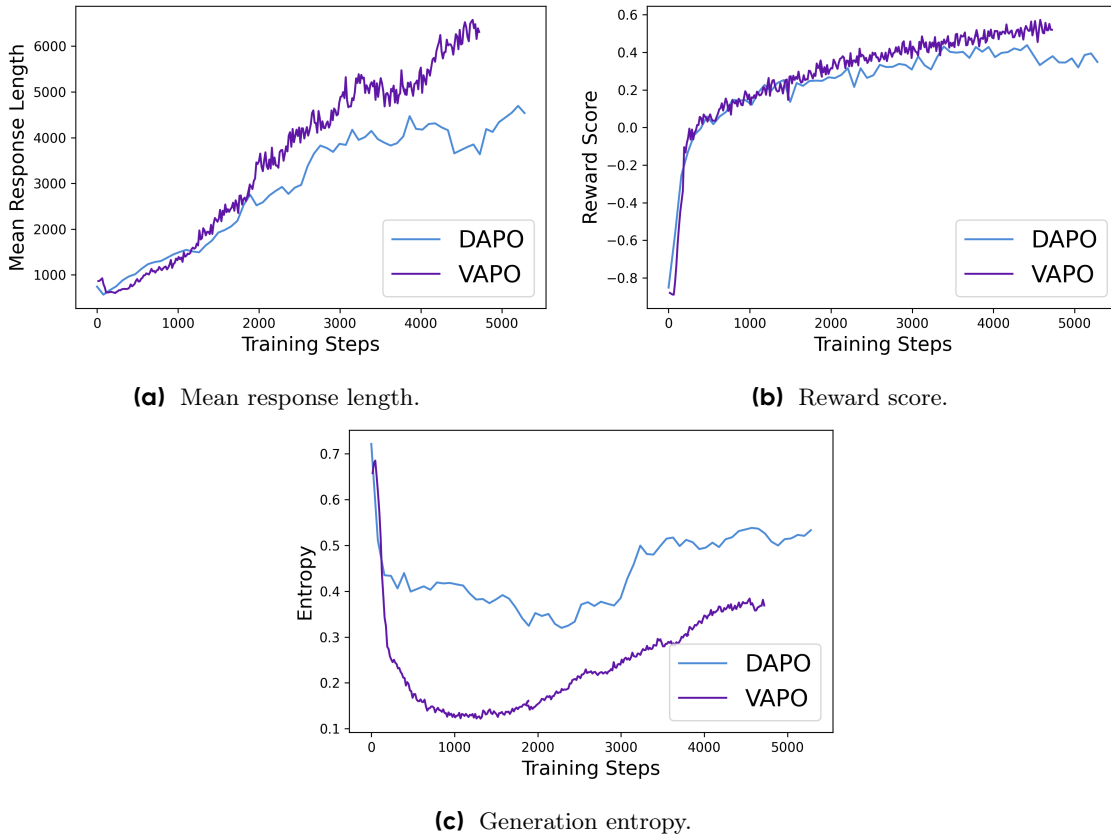 6000
5000
4000
3000
2000
1000
Mean Response Length
DAPO
VAPO
0 1000 2000 3000 4000 5000
Training Steps
(a) Mean response length.
0.6
0.4
0.2
0.0
−0.2
−0.4
−0.6
−0.8
Reward Score
DAPO
VAPO
0 1000 2000 3000 4000 5000
Training Steps
(b) Reward score.
0.7
0.6
0.5
0.4
0.3
0.2
0.1
Entropy
DAPO
VAPO
0 1000 2000 3000 4000 5000
Training Steps
(c) Generation entropy.